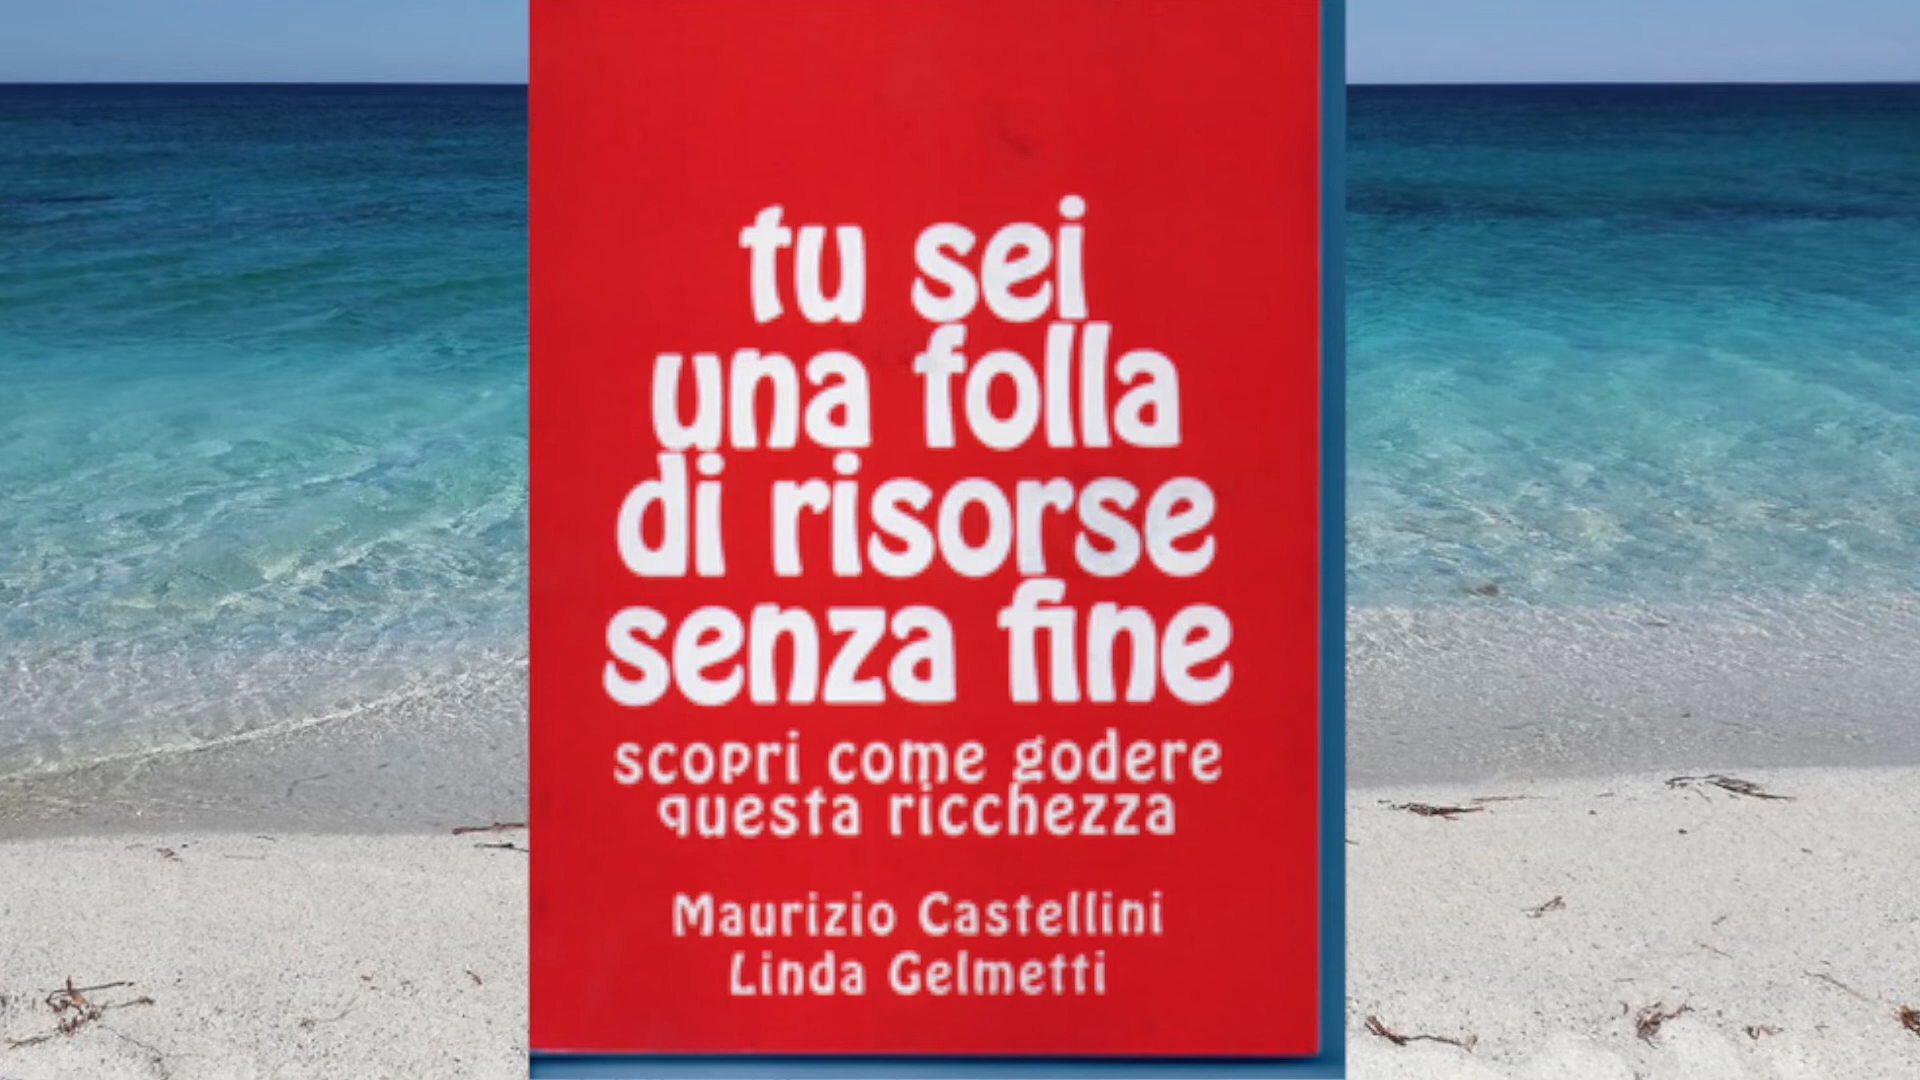 tu sei
una folla
di risorse
senza fine
scopri come godere
questa ricchezza
Maurizio Castellini
Linda Gelmetti